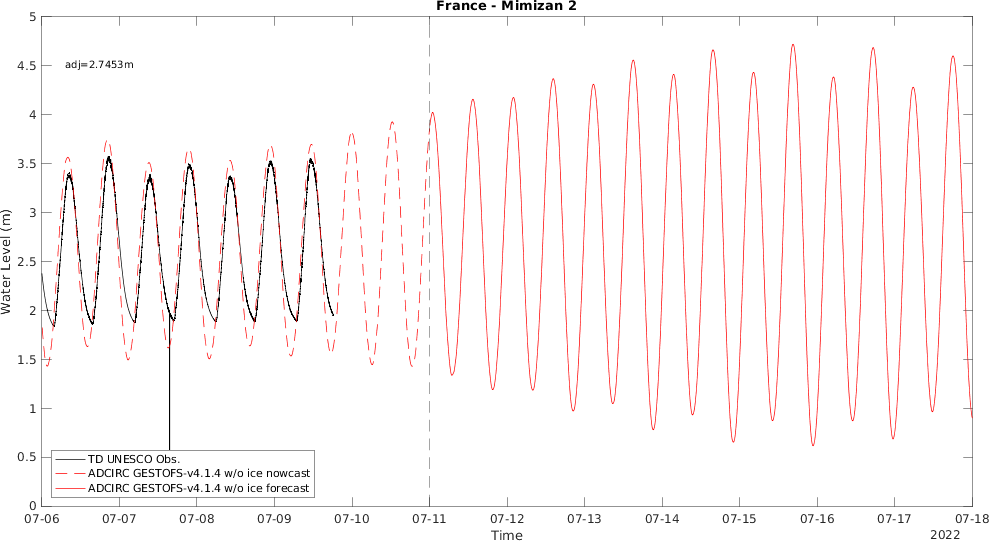 France - Mimizan 2
adj=2.7453m
5
4.5
4
3.5
3
2.5
2
1.5
1
0.5
0
Water Level (m)
TD UNESCO Obs.
ADCIRC GESTOFS-v4.1.4 w/o ice nowcast
ADCIRC GESTOFS-v4.1.4 w/o ice forecast
07-06 07-07 07-08 07-09 07-10 07-11 07-12 07-13 07-14 07-15 07-16 07-17 07-18
Time
2022